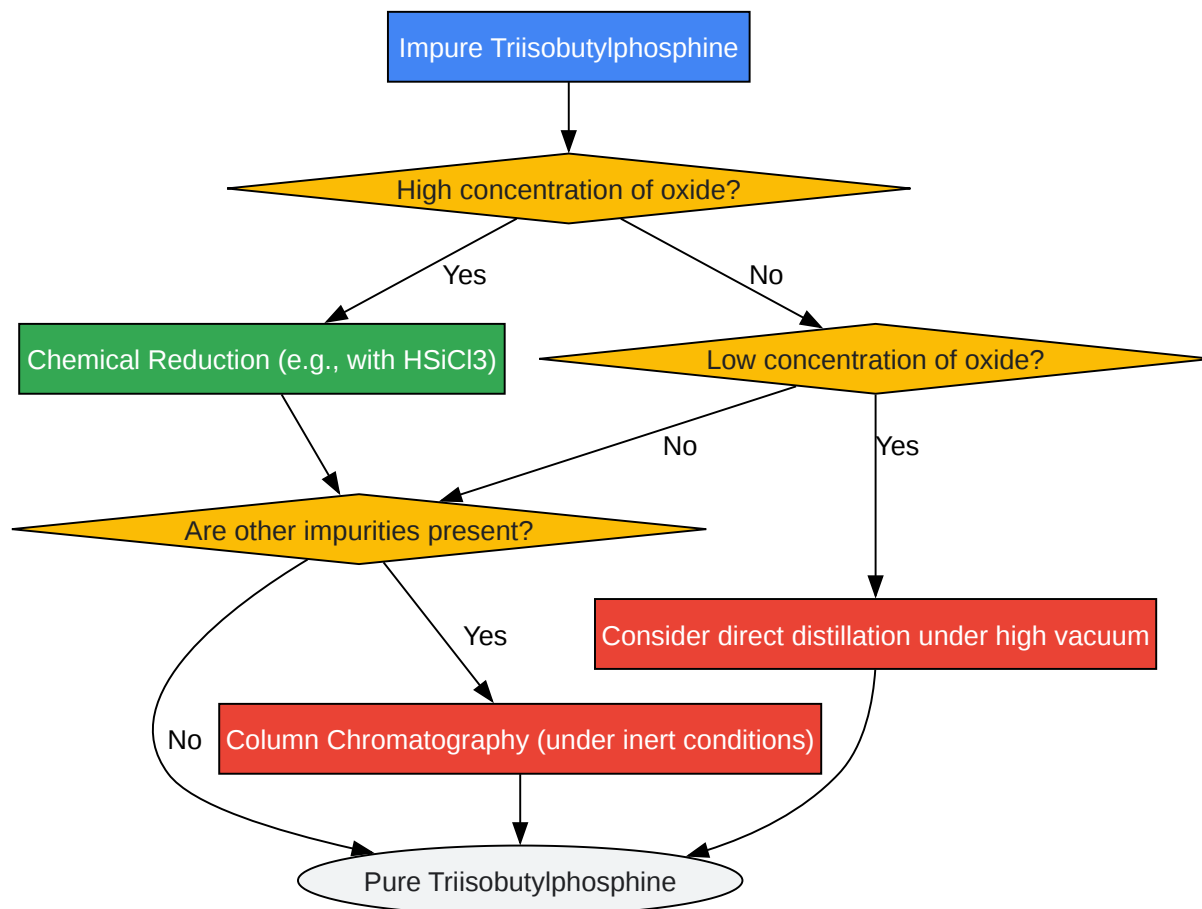 Impure Triisobutylphosphine
High concentration of oxide?
Yes
No
Chemical Reduction (e.g., with HSiCl3)
Low concentration of oxide?
No
Yes
Are other impurities present?
Yes
Consider direct distillation under high vacuum
No
Column Chromatography (under inert conditions)
Pure Triisobutylphosphine